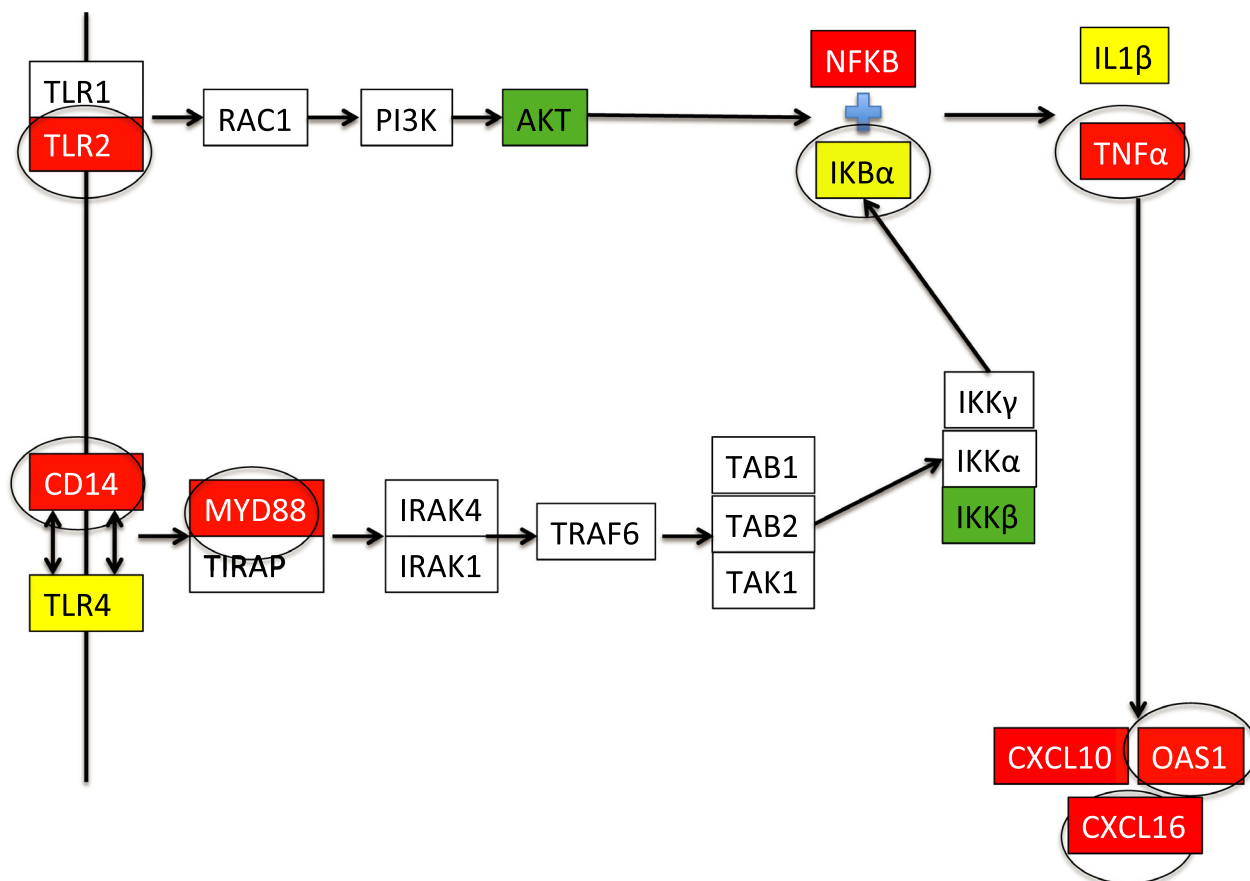 TLR1
TLR2
RAC1
PI3K
AKT
NFKB
IKBα
IL1β
TNFα
CD14
TLR4
MYD88
TIRAP
IRAK4
IRAK1
TRAF6
TAB1
TAB2
TAK1
IKKγ
IKKα
IKKβ
CXCL10
OAS1
CXCL16